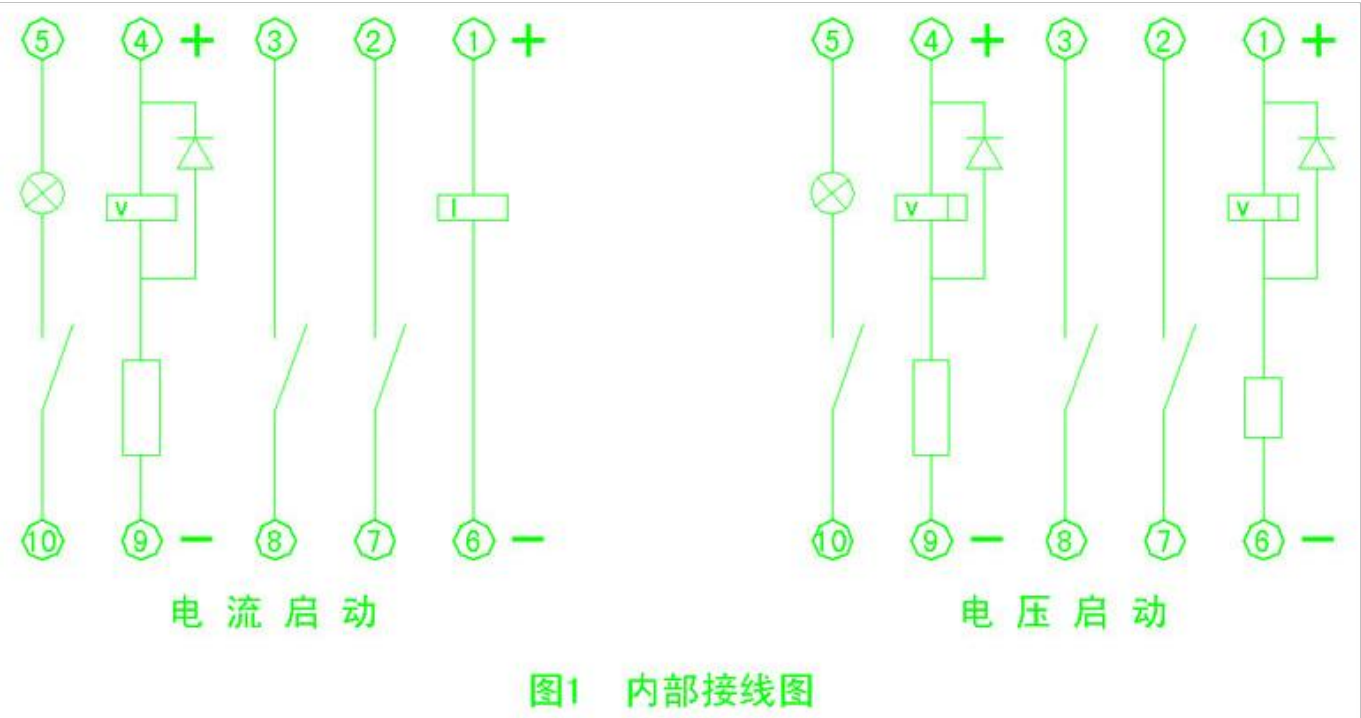 ⑤ ④ + ③ ② ① + ⑤ ④ + ③ ② ① +
V I V V
⑩ ⑨ − ⑧ ⑦ ⑥ − ⑩ ⑨ − ⑧ ⑦ ⑥ −
电流启动 电压启动
图1 内部接线图